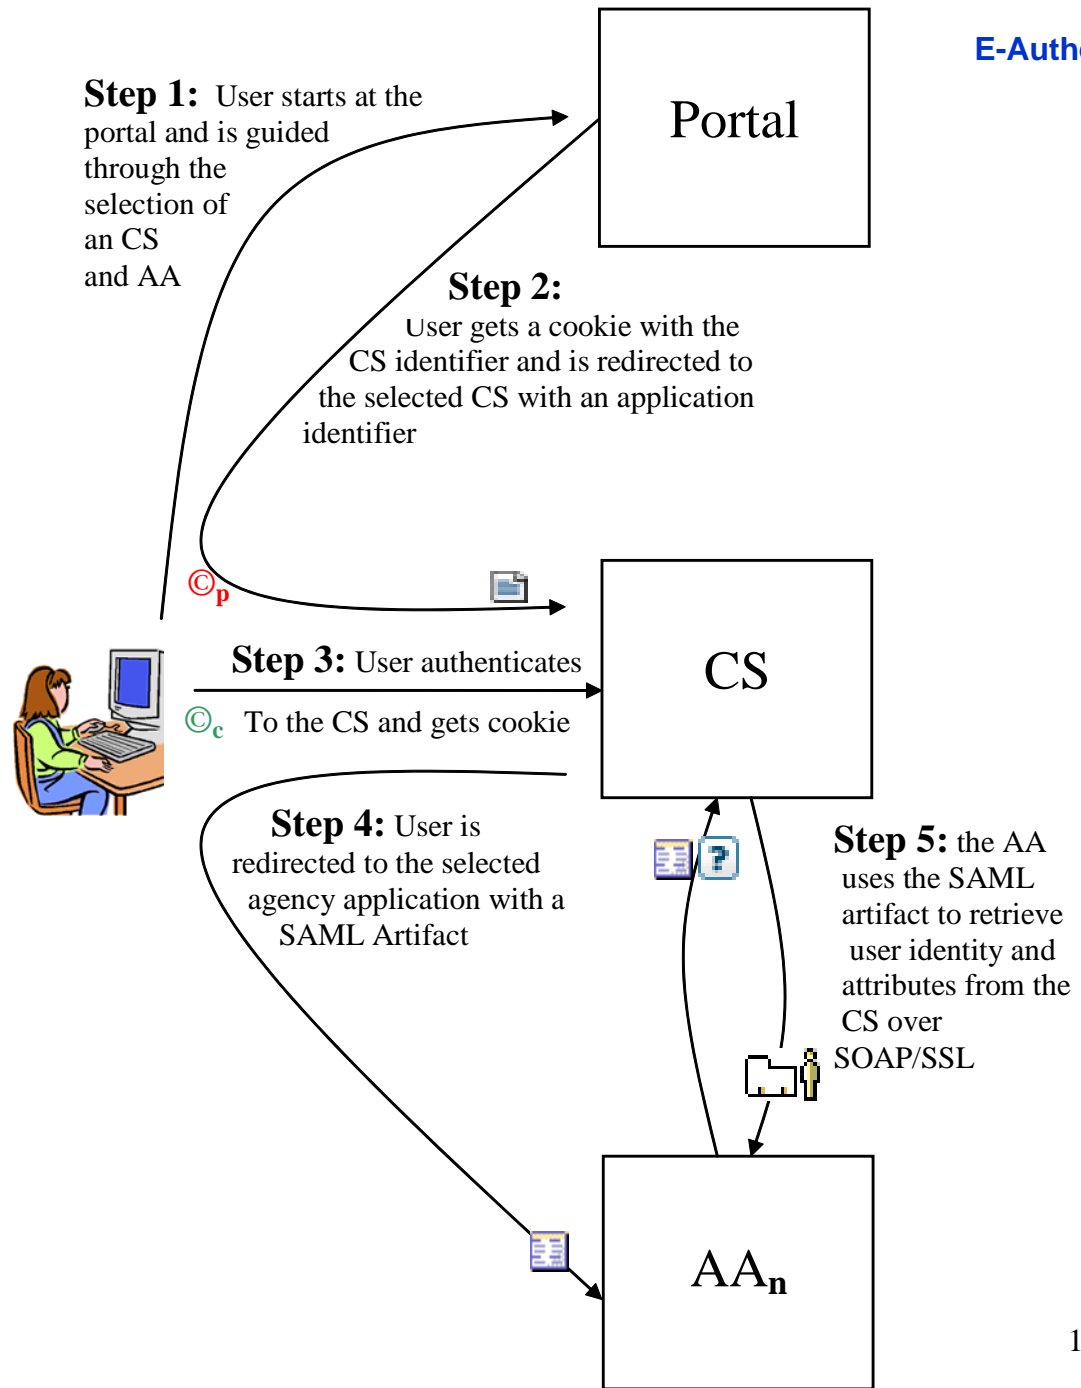 E-Auth
Step 1: User starts at the
portal and is guided
through the
selection of
an CS
and AA
Portal
Step 2:
User gets a cookie with the
CS identifier and is redirected to
the selected CS with an application
identifier
©p
CS
Step 3: User authenticates
©c To the CS and gets cookie
Step 4: User is
redirected to the selected
agency application with a
SAML Artifact
?
Step 5: the AA
uses the SAML
artifact to retrieve
user identity and
attributes from the
CS over
SOAP/SSL
AAn
1